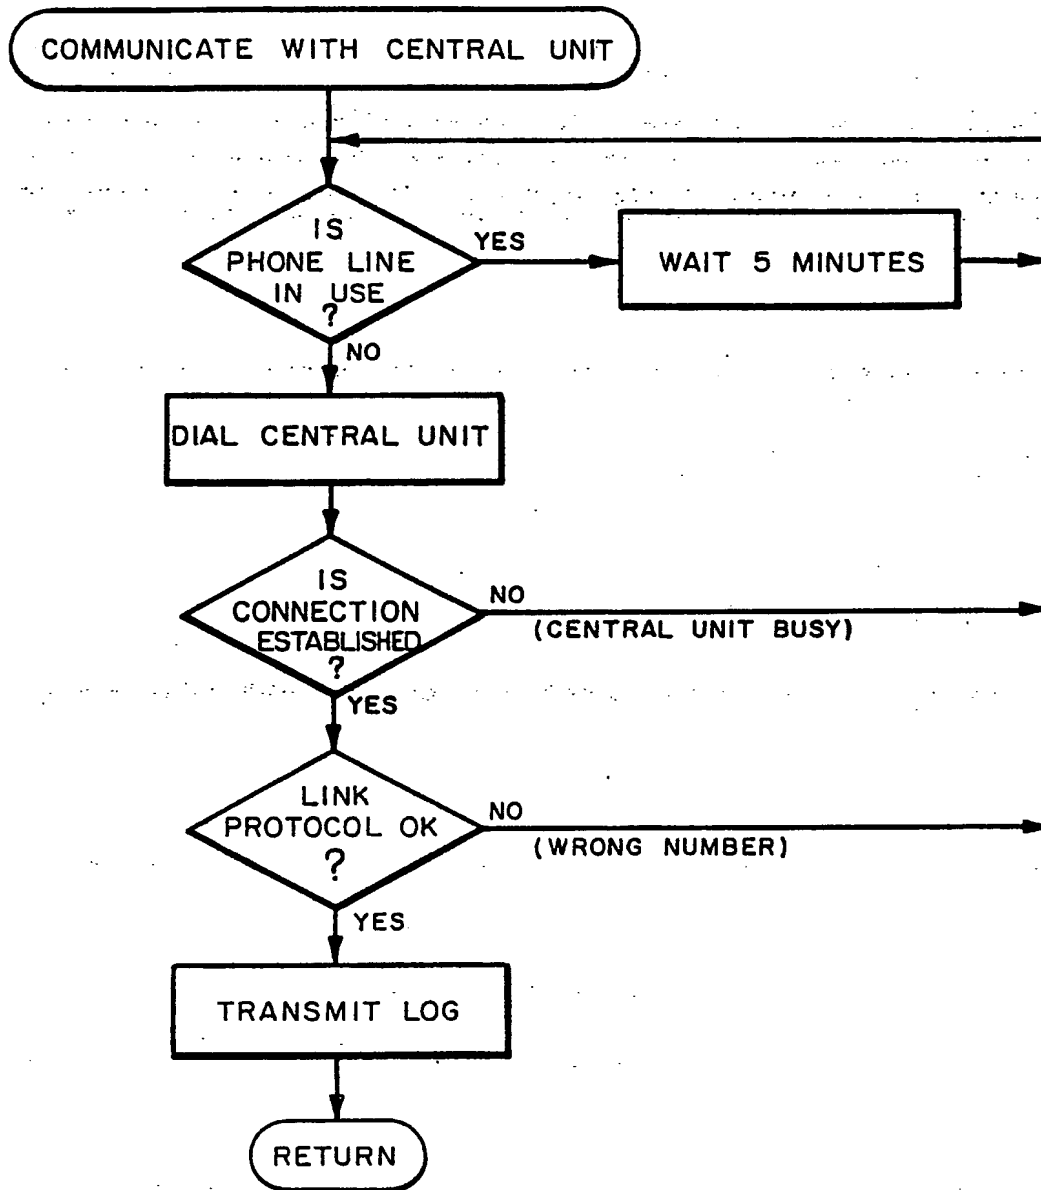 COMMUNICATE WITH CENTRAL UNIT
IS
PHONE LINE
IN USE
?
YES
WAIT 5 MINUTES
NO
DIAL CENTRAL UNIT
IS
CONNECTION
ESTABLISHED
?
NO
(CENTRAL UNIT BUSY)
YES
LINK
PROTOCOL OK
?
NO
(WRONG NUMBER)
YES
TRANSMIT LOG
RETURN